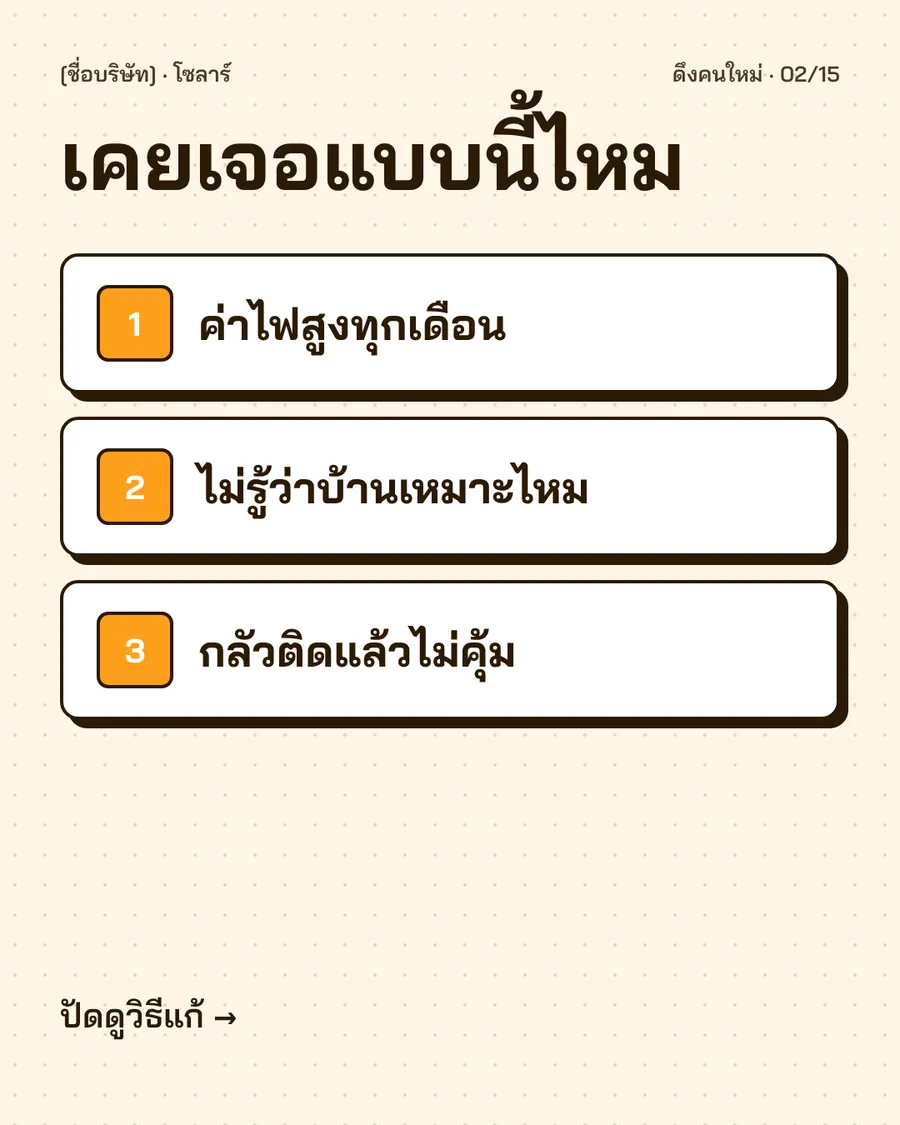 [ชื่อบริษัท] · โซลาร์
ดึงคนใหม่ · 02/15
เคยเจอแบบนี้ไหม
1 ค่าไฟสูงทุกเดือน
2 ไม่รู้ว่าบ้านเหมาะไหม
3 กลัวติดแล้วไม่คุ้ม
ปัดดูวิธีแก้ →